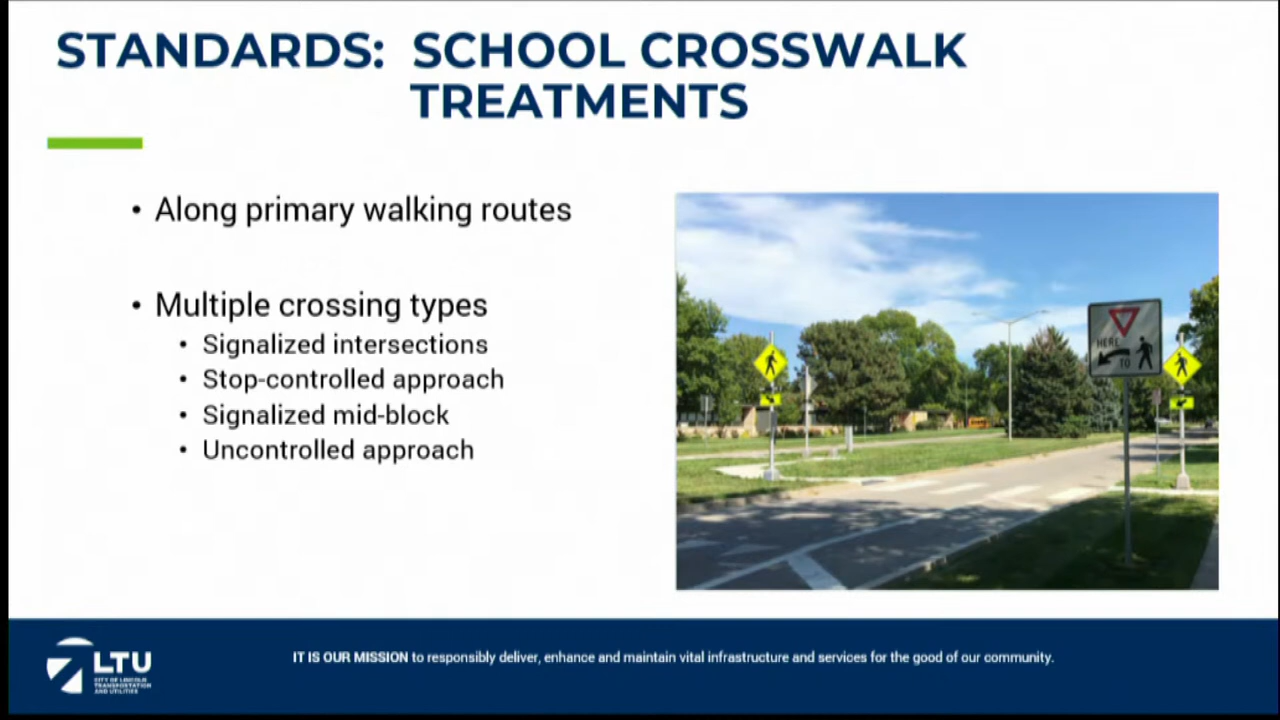 STANDARDS: SCHOOL CROSSWALK
TREATMENTS
• Along primary walking routes
• Multiple crossing types
• Signalized intersections
• Stop-controlled approach
• Signalized mid-block
• Uncontrolled approach
HERE
TO
LTU
CITY OF LINCOLN
TRANSPORTATION
AND UTILITIES
IT IS OUR MISSION to responsibly deliver, enhance and maintain vital infrastructure and services for the good of our community.